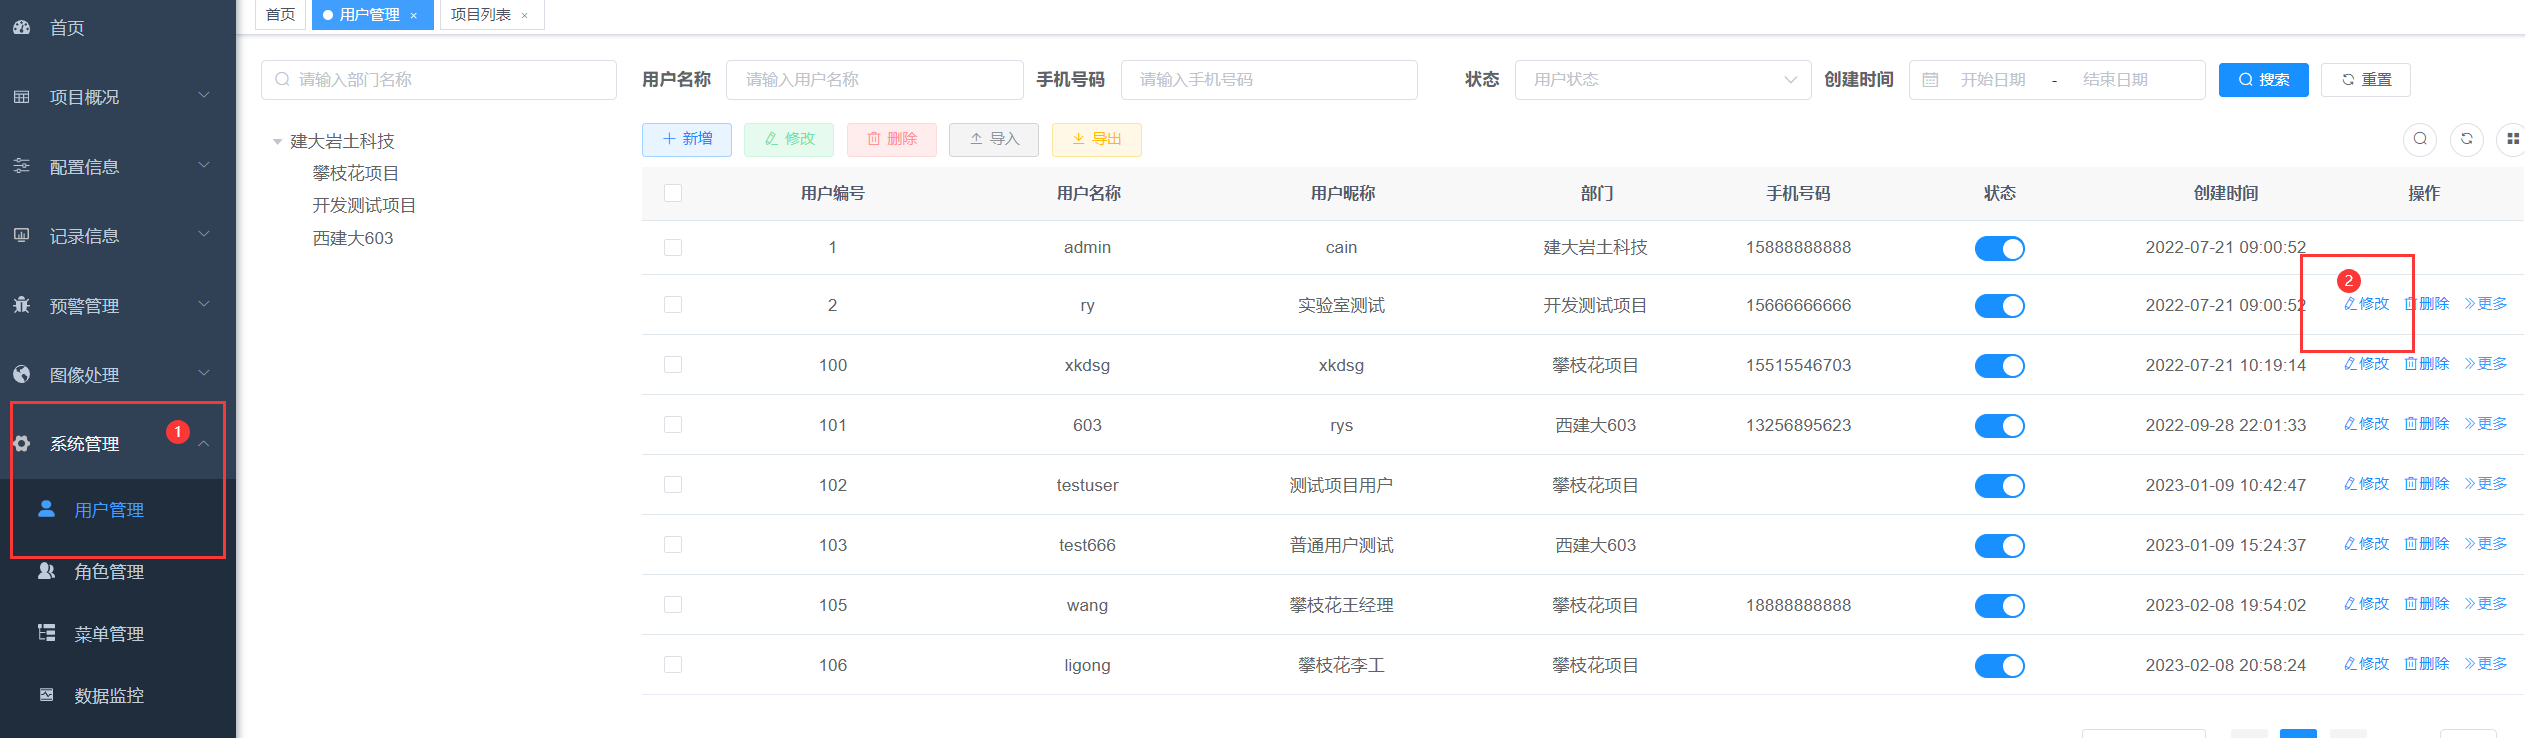 首页
项目概况
配置信息
记录信息
预警管理
图像处理
系统管理 1
用户管理
角色管理
菜单管理
数据监控
首页 用户管理 × 项目列表 ×
请输入部门名称
建大岩土科技
攀枝花项目
开发测试项目
西建大603
用户名称 请输入用户名称 手机号码 请输入手机号码 状态 用户状态 创建时间 开始日期 - 结束日期 搜索 重置
新增 修改 删除 导入 导出
用户编号 用户名称 用户昵称 部门 手机号码 状态 创建时间 操作
1 admin cain 建大岩土科技 15888888888 2022-07-21 09:00:52
2
2 ry 实验室测试 开发测试项目 15666666666 2022-07-21 09:00:52 修改 删除 更多
100 xkdsg xkdsg 攀枝花项目 15515546703 2022-07-21 10:19:14 修改 删除 更多
101 603 rys 西建大603 13256895623 2022-09-28 22:01:33 修改 删除 更多
102 testuser 测试项目用户 攀枝花项目 2023-01-09 10:42:47 修改 删除 更多
103 test666 普通用户测试 西建大603 2023-01-09 15:24:37 修改 删除 更多
105 wang 攀枝花王经理 攀枝花项目 18888888888 2023-02-08 19:54:02 修改 删除 更多
106 ligong 攀枝花李工 攀枝花项目 2023-02-08 20:58:24 修改 删除 更多